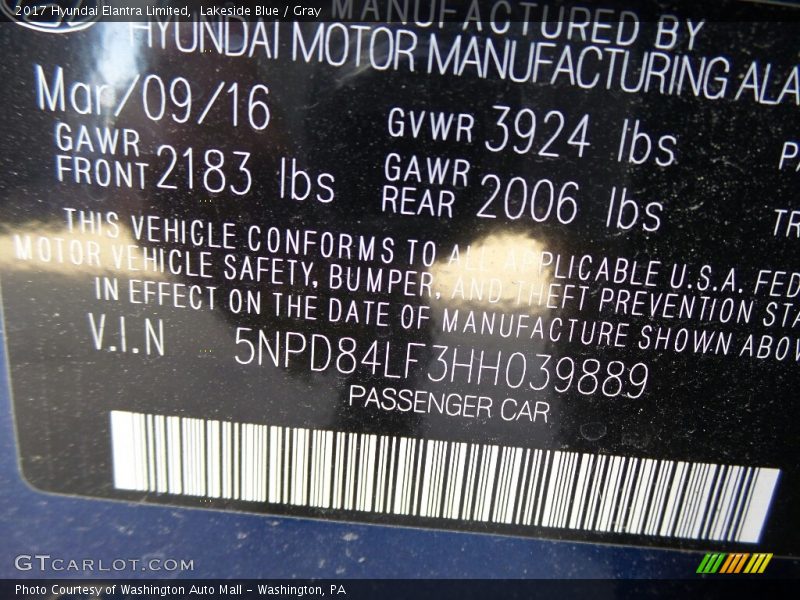 2017 Hyundai Elantra Limited, Lakeside Blue / Gray
MANUFACTURED BY
HYUNDAI MOTOR MANUFACTURING ALA
Mar/09/16 GVWR 3924 lbs
GAWR FRONT 2183 lbs GAWR REAR 2006 lbs
THIS VEHICLE CONFORMS TO ALL APPLICABLE U.S.A. FED
MOTOR VEHICLE SAFETY, BUMPER, AND THEFT PREVENTION STA
IN EFFECT ON THE DATE OF MANUFACTURE SHOWN ABOV
V.I.N 5NPD84LF3HH039889
PASSENGER CAR
GTCARLOT.COM
Photo Courtesy of Washington Auto Mall - Washington, PA